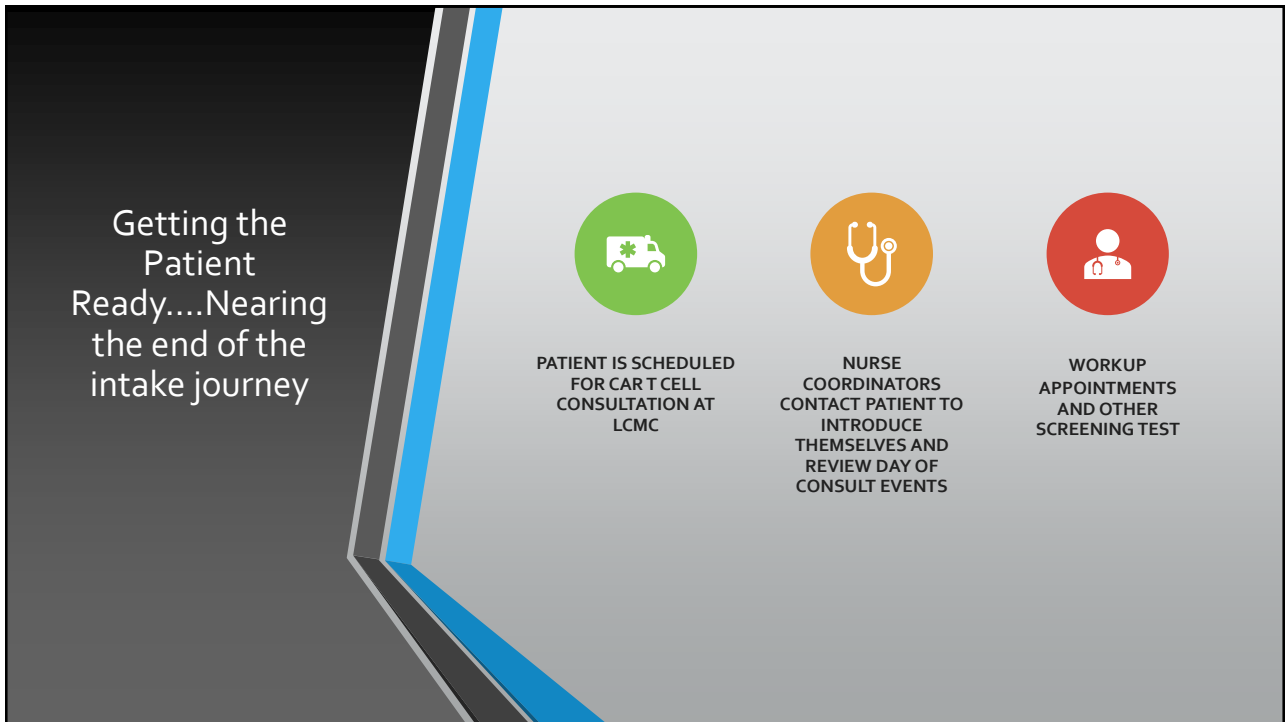 Getting the
Patient
Ready....Nearing
the end of the
intake journey
PATIENT IS SCHEDULED
FOR CAR T CELL
CONSULTATION AT
LCMC
NURSE
COORDINATORS
CONTACT PATIENT TO
INTRODUCE
THEMSELVES AND
REVIEW DAY OF
CONSULT EVENTS
WORKUP
APPOINTMENTS
AND OTHER
SCREENING TEST